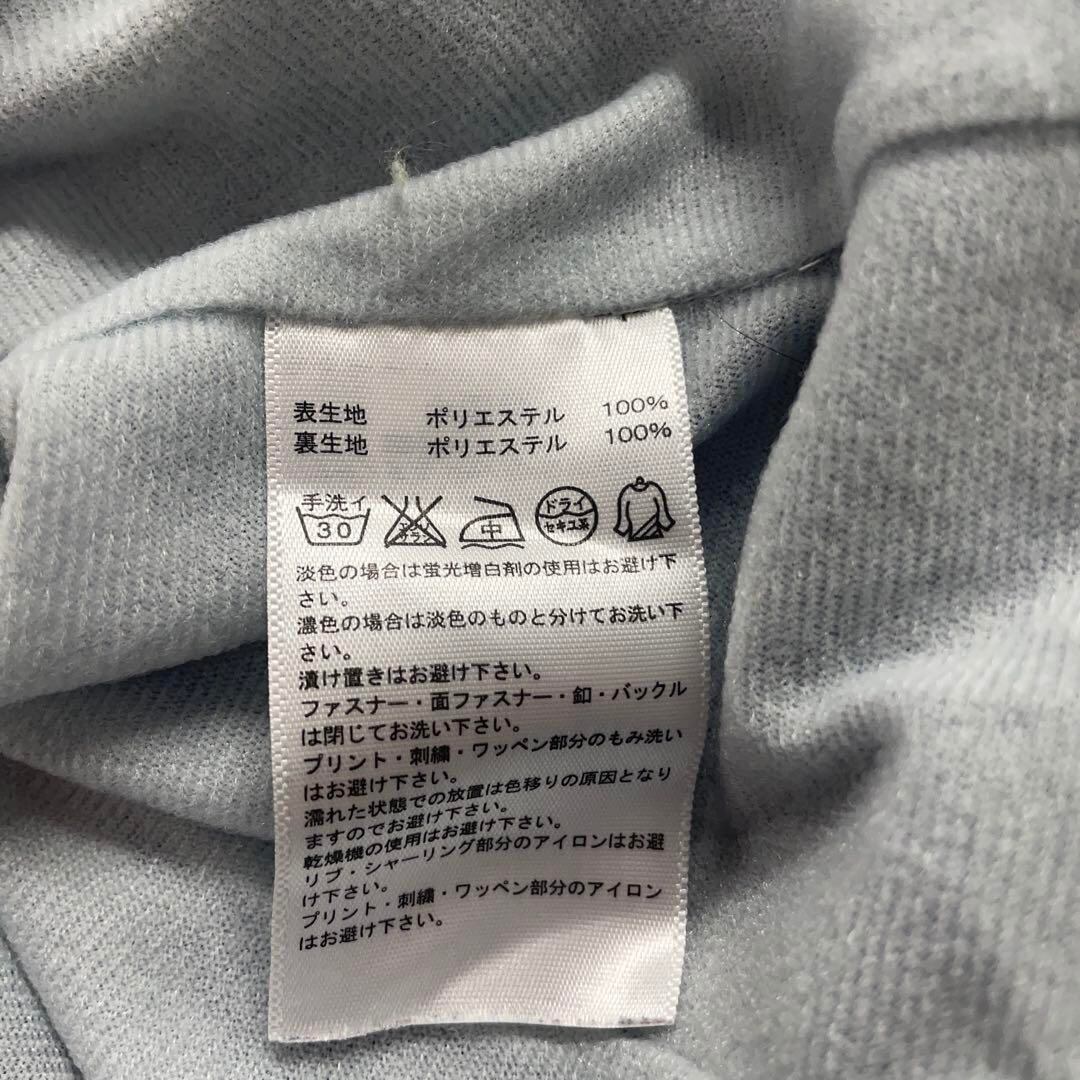 表生地 ポリエステル 100%
裏生地 ポリエステル 100%
手洗イ 30 エンソ サラシ 中 ドライ セキユ系
淡色の場合は蛍光増白剤の使用はお避け下
さい。
濃色の場合は淡色のものと分けてお洗い下
さい。
漬け置きはお避け下さい。
ファスナー・面ファスナー・釦・バックル
は閉じてお洗い下さい。
プリント・刺繍・ワッペン部分のもみ洗い
はお避け下さい。
濡れた状態での放置は色移りの原因となり
ますのでお避け下さい。
乾燥機の使用はお避け下さい。
リブ・シャーリング部分のアイロンはお避
け下さい。
プリント・刺繍・ワッペン部分のアイロン
はお避け下さい。